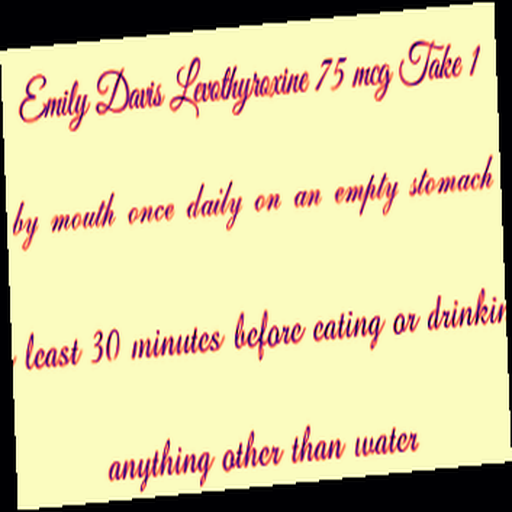 Emily Davis Levothyroxine 75 mcg Take 1
by mouth once daily on an empty stomach
least 30 minutes before eating or drinkin
anything other than water